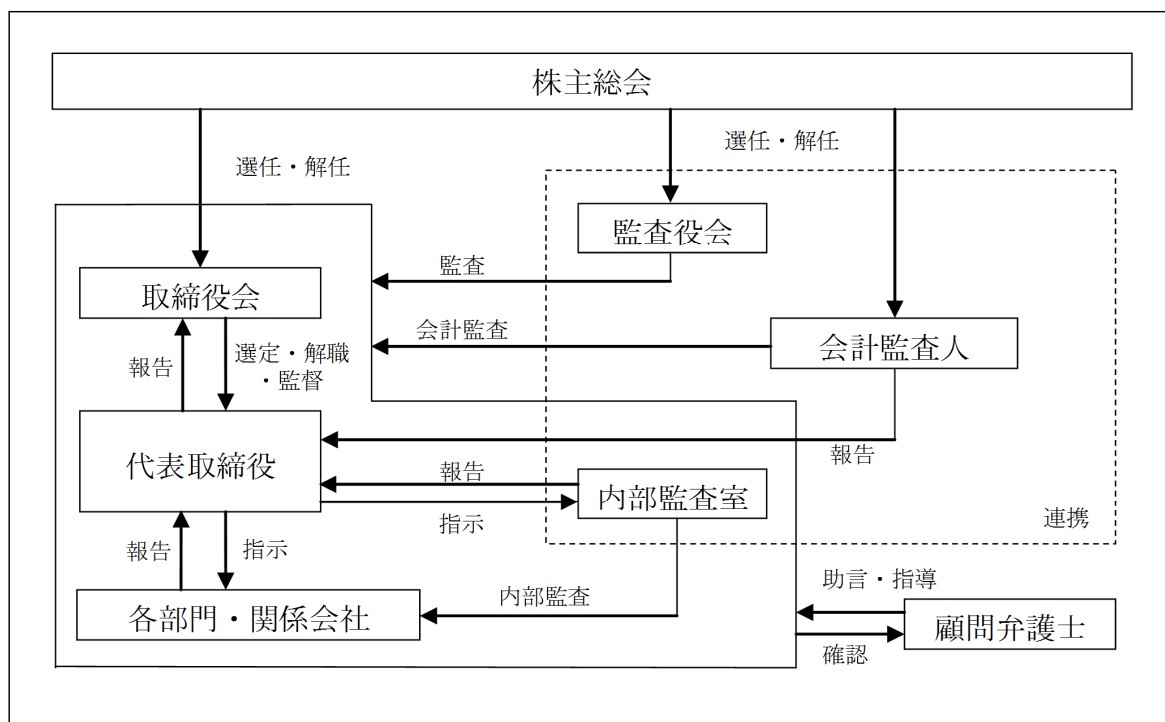 株主総会
選任・解任
選任・解任
監査役会
監査
取締役会
会計監査
会計監査人
報告
選定・解職
・監督
代表取締役
報告
報告
内部監査室
指示
連携
報告
指示
内部監査
助言・指導
各部門・関係会社
顧問弁護士
確認